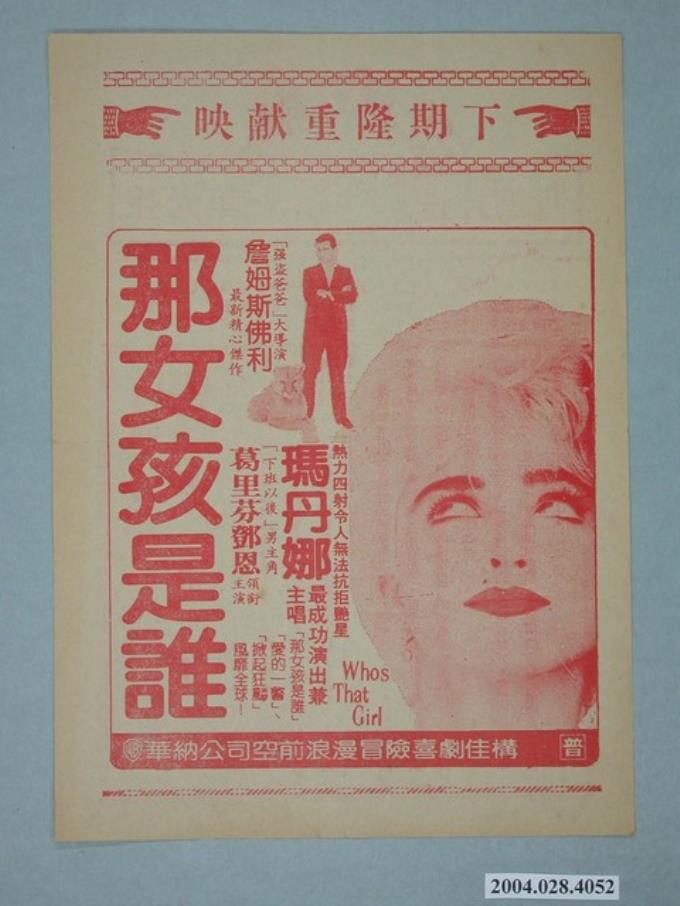 下期隆重献映
「強盜爸爸」大導演
詹姆斯佛利
最新精心傑作
那女孩是誰
熱力四射令人無法抗拒艷星
瑪丹娜最成功演出兼主唱
「那女孩是誰」
「愛的一瞥」、
「掀起狂飈」
風靡全球！
「下班以後」男主角
葛里芬鄧恩領銜主演
Whos
That
Girl
華納公司空前浪漫冒險喜劇佳構
普
2004.028.4052